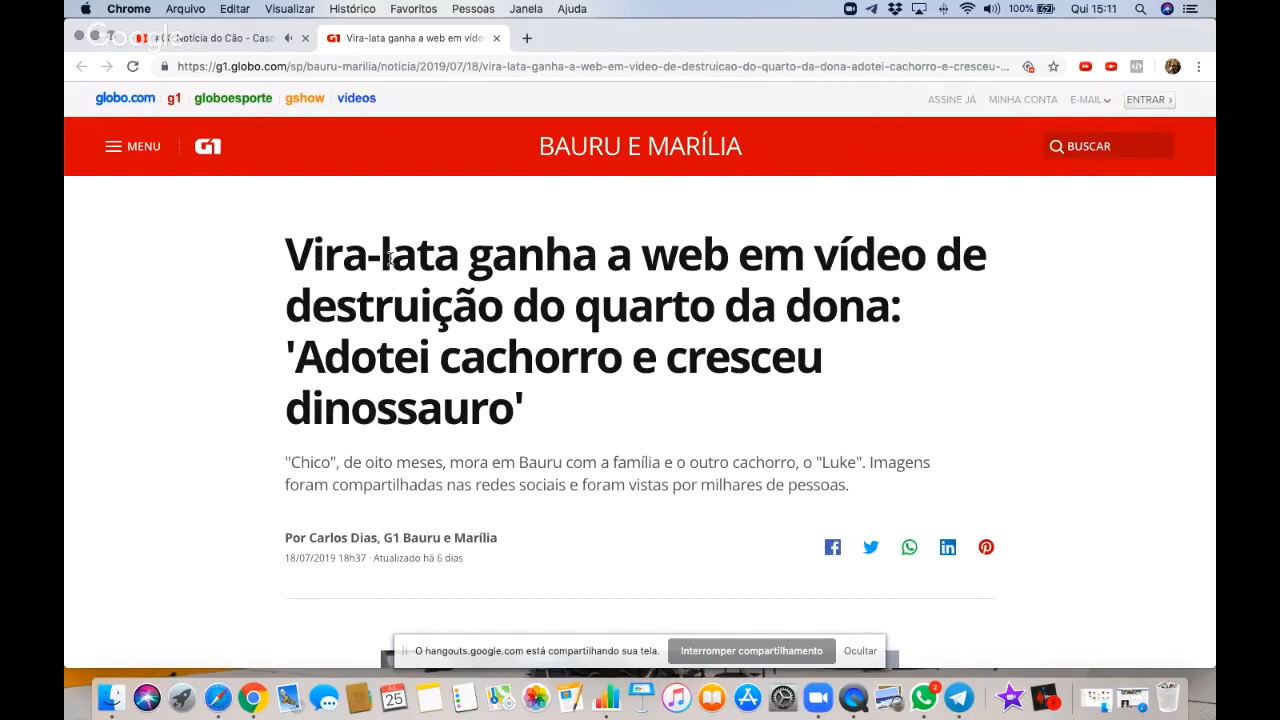 Chrome Arquivo Editar Visualizar Histórico Favoritos Pessoas Janela Ajuda 100% Qui 15:11
Google
Notícia do Cão - Caso Vira-lata ganha a web em víde
https://g1.globo.com/sp/bauru-marilia/noticia/2019/07/18/vira-lata-ganha-a-web-em-video-de-destruicao-do-quarto-da-dona-adotei-cachorro-e-cresceu-...
globo.com g1 globoesporte gshow vídeos ASSINE JÁ MINHA CONTA E-MAIL ENTRAR ›
MENU G1 BAURU E MARÍLIA BUSCAR
Vira-lata ganha a web em vídeo de
destruição do quarto da dona:
'Adotei cachorro e cresceu
dinossauro'
"Chico", de oito meses, mora em Bauru com a família e o outro cachorro, o "Luke". Imagens
foram compartilhadas nas redes sociais e foram vistas por milhares de pessoas.
Por Carlos Dias, G1 Bauru e Marília
18/07/2019 18h37 · Atualizado há 6 dias
O hangouts.google.com está compartilhando sua tela. Interromper compartilhamento Ocultar
25 2